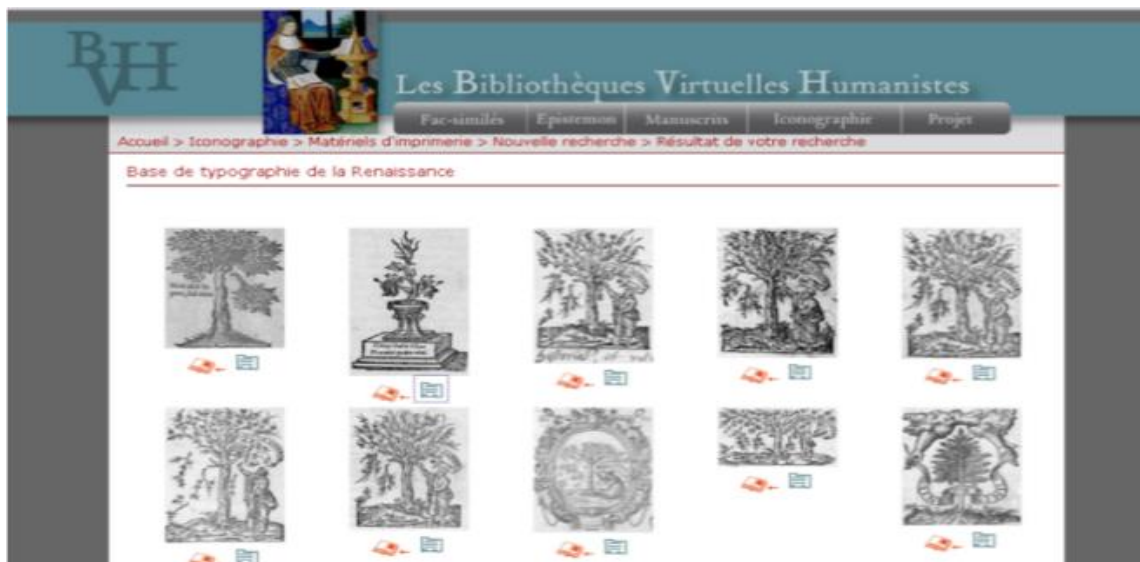 BVH
Les Bibliothèques Virtuelles Humanistes
Fac-similés Epistemon Manuscrits Iconographie Projet
Accueil > Iconographie > Matériels d'imprimerie > Nouvelle recherche > Résultat de votre recherche
Base de typographie de la Renaissance